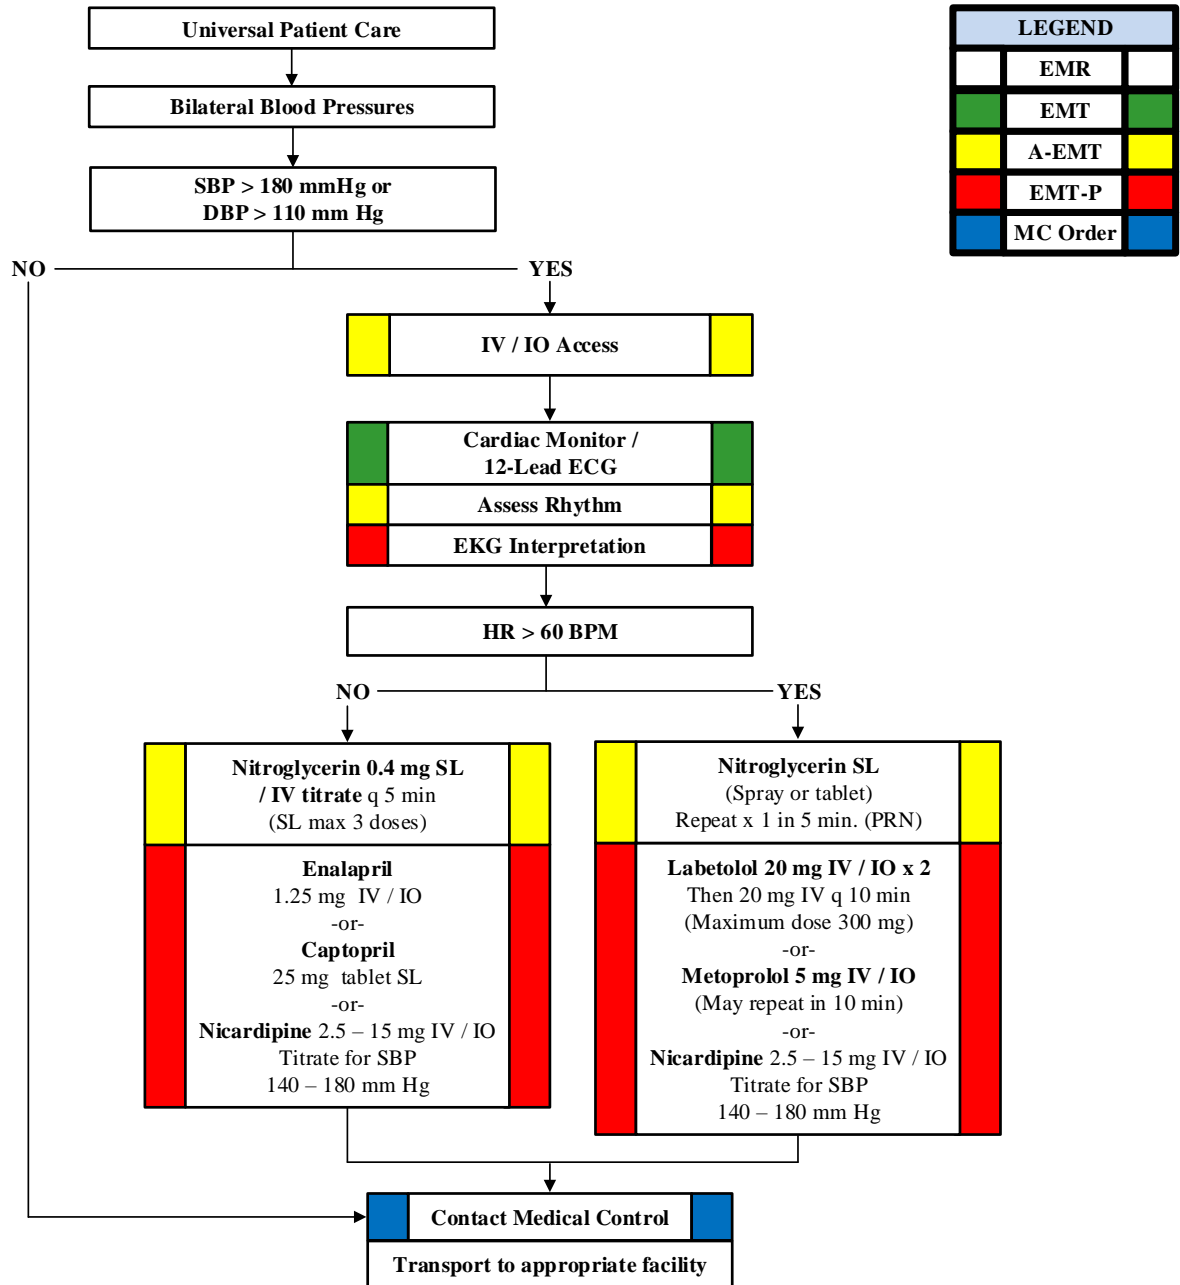 Universal Patient Care
Bilateral Blood Pressures
SBP > 180 mmHg or
DBP > 110 mm Hg
LEGEND
EMR
EMT
A-EMT
EMT-P
MC Order
NO
YES
IV / IO Access
Cardiac Monitor /
12-Lead ECG
Assess Rhythm
EKG Interpretation
HR > 60 BPM
NO
YES
Nitroglycerin 0.4 mg SL
/ IV titrate q 5 min
(SL max 3 doses)
Enalapril
1.25 mg IV / IO
-or-
Captopril
25 mg tablet SL
-or-
Nicardipine 2.5 – 15 mg IV / IO
Titrate for SBP
140 – 180 mm Hg
Nitroglycerin SL
(Spray or tablet)
Repeat x 1 in 5 min. (PRN)
Labetolol 20 mg IV / IO x 2
Then 20 mg IV q 10 min
(Maximum dose 300 mg)
-or-
Metoprolol 5 mg IV / IO
(May repeat in 10 min)
-or-
Nicardipine 2.5 – 15 mg IV / IO
Titrate for SBP
140 – 180 mm Hg
Contact Medical Control
Transport to appropriate facility